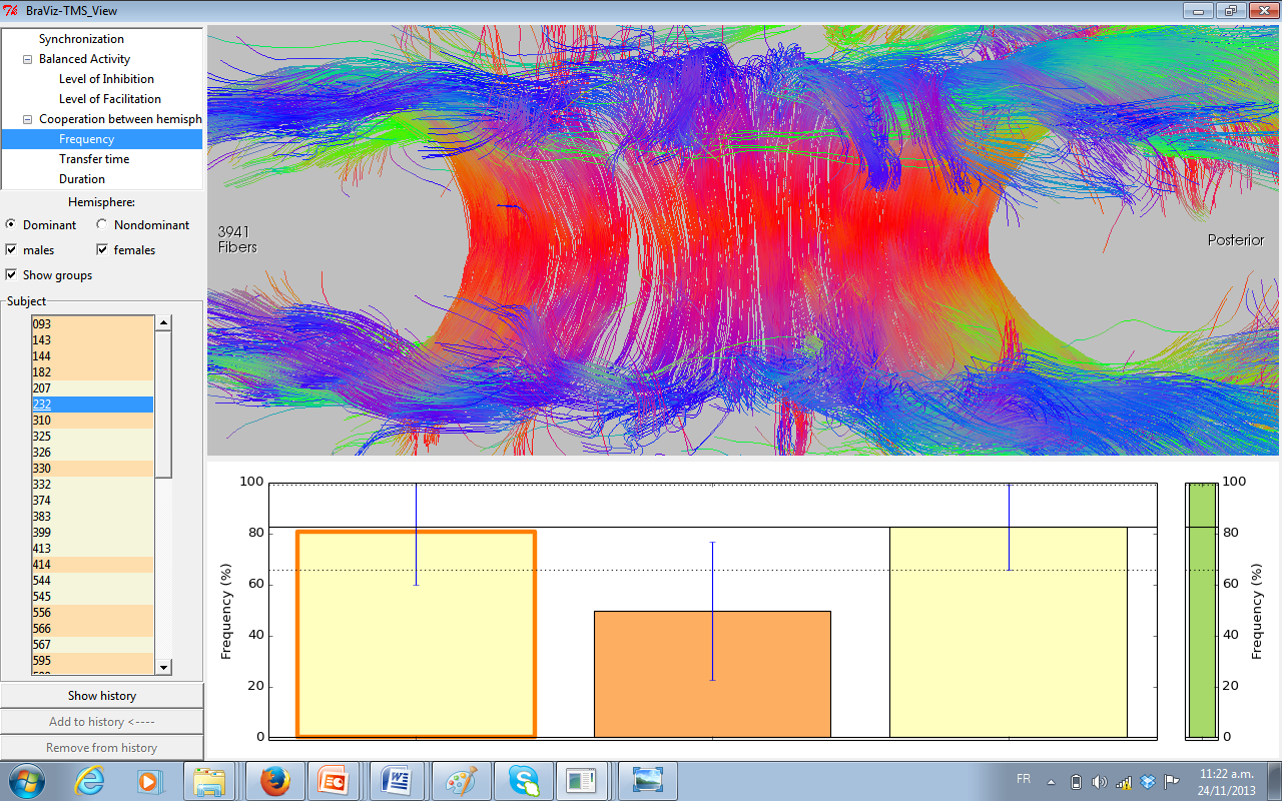 BraViz-TMS_View
Synchronization
Balanced Activity
Level of Inhibition
Level of Facilitation
Cooperation between hemisph
Frequency
Transfer time
Duration
Hemisphere:
Dominant Nondominant
males females
Show groups
Subject
093
143
144
182
207
232
310
325
326
330
332
374
383
399
413
414
544
545
556
566
567
595
Show history
Add to history <----
Remove from history
3941
Fibers
Posterior
Frequency (%)
100
80
60
40
20
0
100
80
60
40
20
0
Frequency (%)
FR
11:22 a.m.
24/11/2013